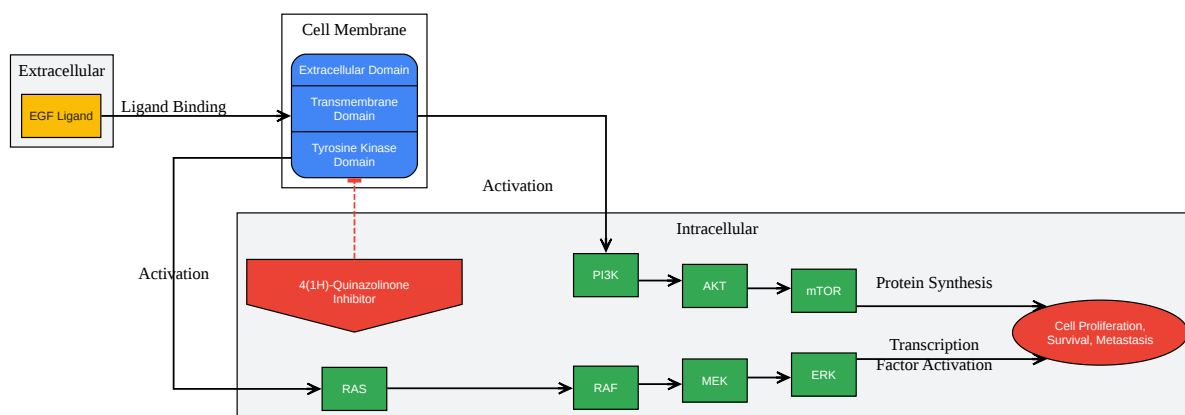 Cell Membrane
Extracellular
EGF Ligand
Ligand Binding
Extracellular Domain
Transmembrane
Domain
Tyrosine Kinase
Domain
Activation
Activation
Intracellular
4(1H)-Quinazolinone
Inhibitor
PI3K
AKT
mTOR
Protein Synthesis
Cell Proliferation,
Survival, Metastasis
Transcription
Factor Activation
RAS
RAF
MEK
ERK